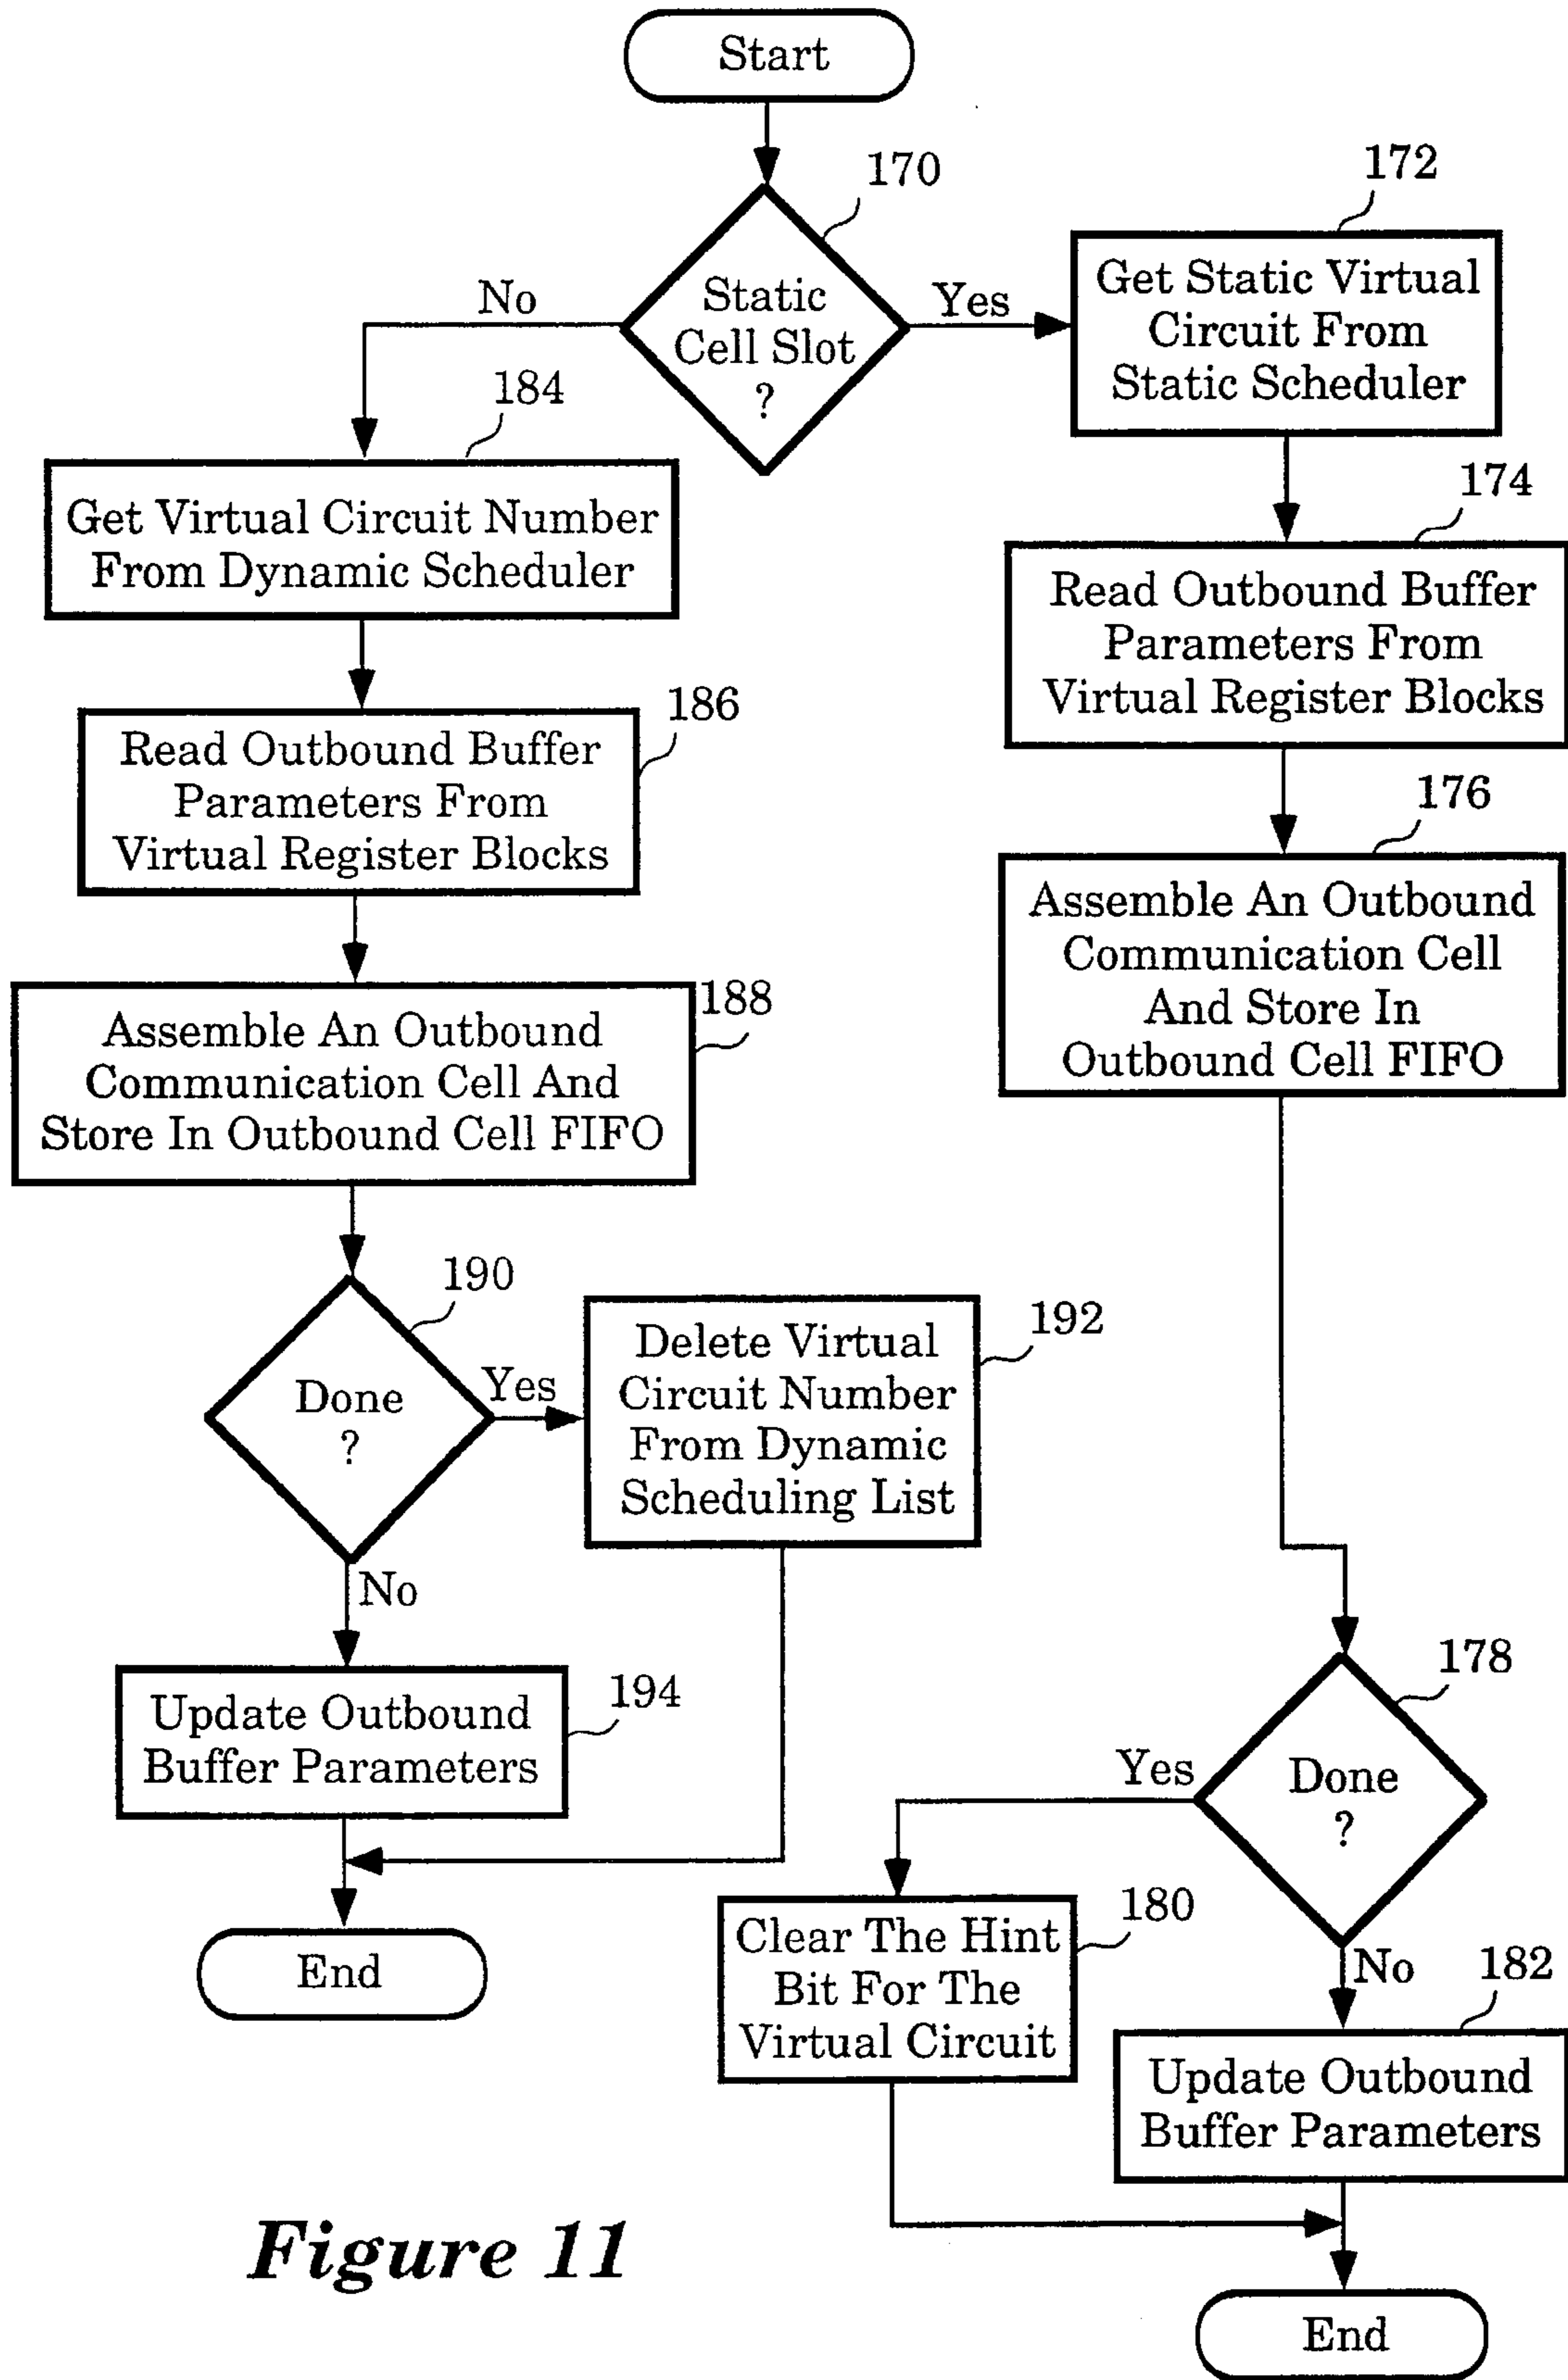 Start
170
Static
Cell Slot
?
No
Yes
172
Get Static Virtual
Circuit From
Static Scheduler
184
Get Virtual Circuit Number
From Dynamic Scheduler
174
Read Outbound Buffer
Parameters From
Virtual Register Blocks
186
Read Outbound Buffer
Parameters From
Virtual Register Blocks
176
Assemble An Outbound
Communication Cell
And Store In
Outbound Cell FIFO
188
Assemble An Outbound
Communication Cell And
Store In Outbound Cell FIFO
190
Done
?
Yes
192
Delete Virtual
Circuit Number
From Dynamic
Scheduling List
No
194
Update Outbound
Buffer Parameters
End
178
Done
?
Yes
180
Clear The Hint
Bit For The
Virtual Circuit
No
182
Update Outbound
Buffer Parameters
End
Figure 11